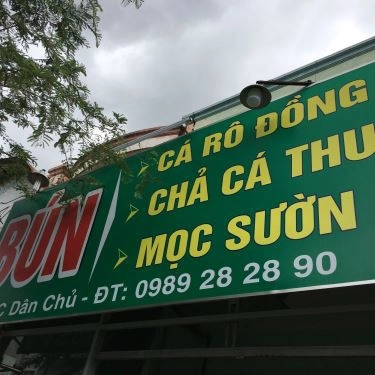 BÚN
CÁ RÔ ĐỒNG
CHẢ CÁ THU
MỌC SƯỜN
C Dân Chủ - ĐT: 0989 28 28 90